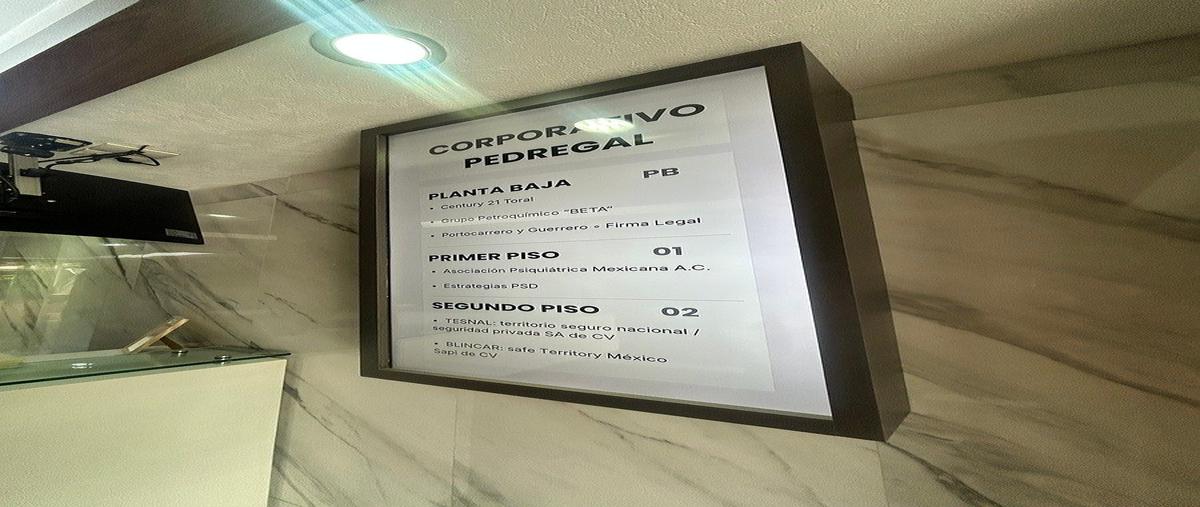 CORPORATIVO
PEDREGAL
PLANTA BAJA PB
• Century 21 Toral
• Grupo Petroquímico "BETA"
• Portocarrero y Guerrero ∘ Firma Legal
PRIMER PISO 01
• Asociación Psiquiátrica Mexicana A.C.
• Estrategias PSD
SEGUNDO PISO 02
• TESNAL: territorio seguro nacional /
seguridad privada SA de CV
• BLINCAR: safe Territory México
Sapi de CV